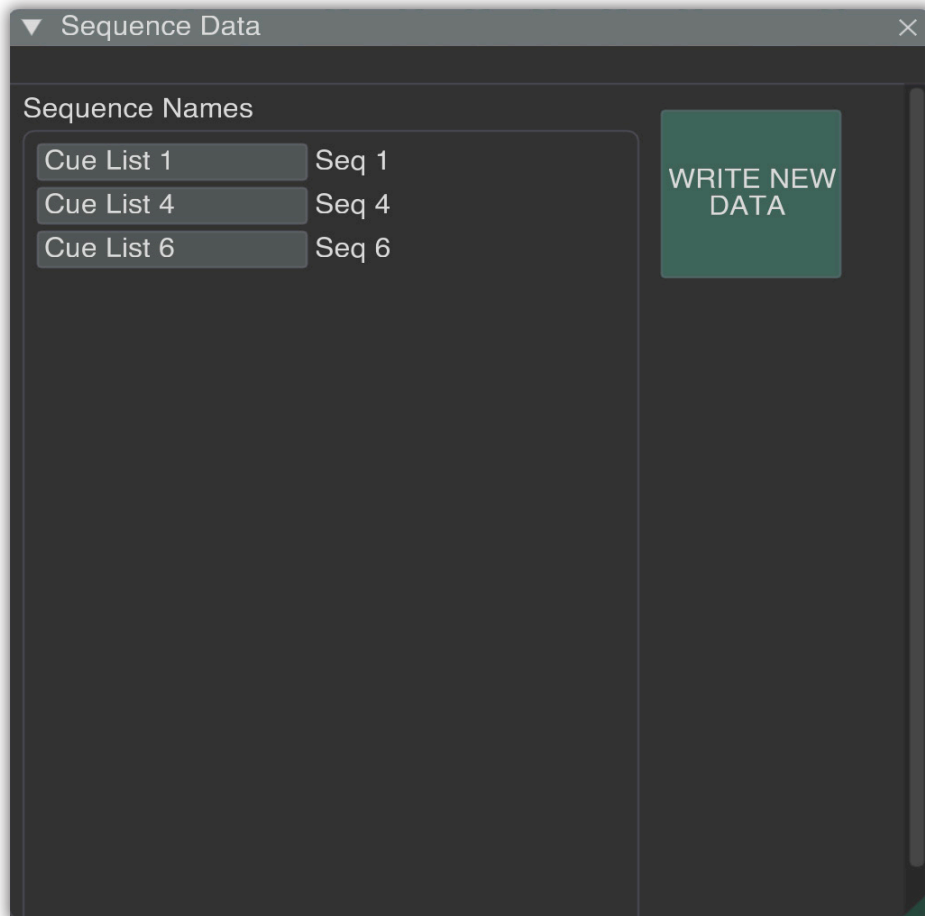 Sequence Data
Sequence Names
Cue List 1 Seq 1
Cue List 4 Seq 4
Cue List 6 Seq 6
WRITE NEW
DATA